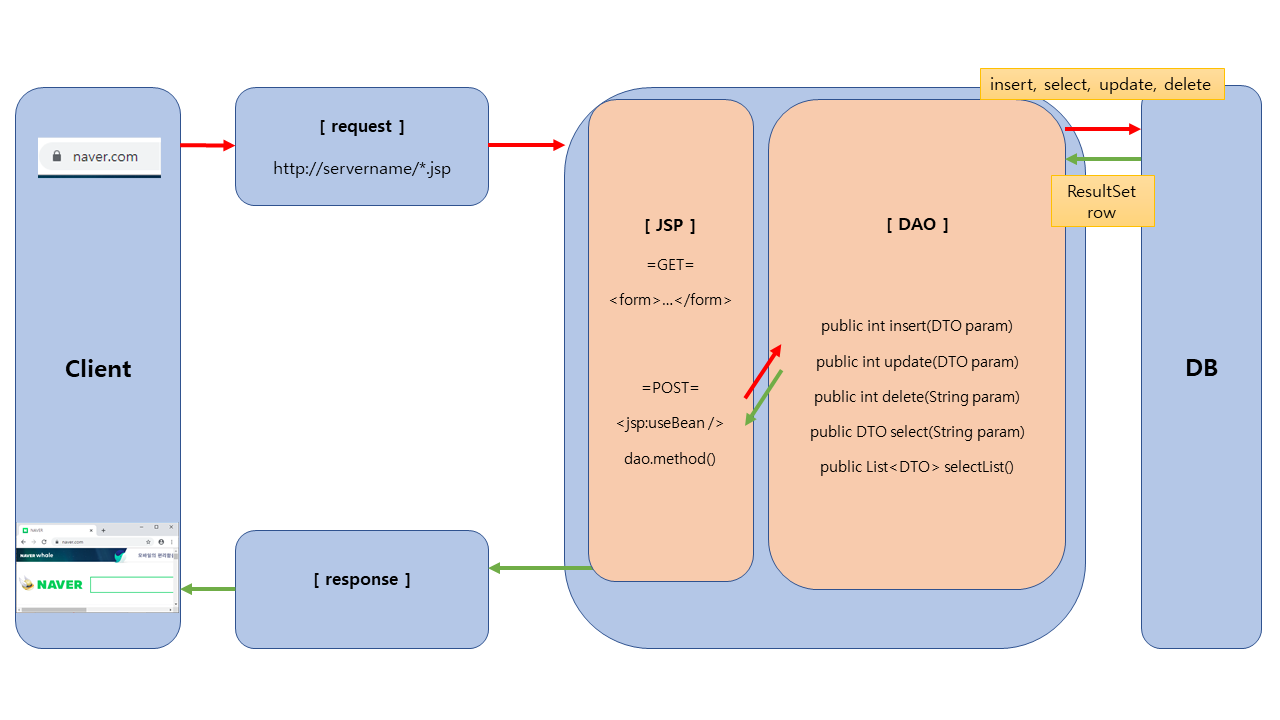 naver.com
Client
NAVER
naver.com
NAVER whale
NAVER
[ request ]
http://servername/*.jsp
[ response ]
[ JSP ]
=GET=
<form>...</form>
=POST=
<jsp:useBean />
dao.method()
[ DAO ]
public int insert(DTO param)
public int update(DTO param)
public int delete(String param)
public DTO select(String param)
public List<DTO> selectList()
insert, select, update, delete
ResultSet
row
DB